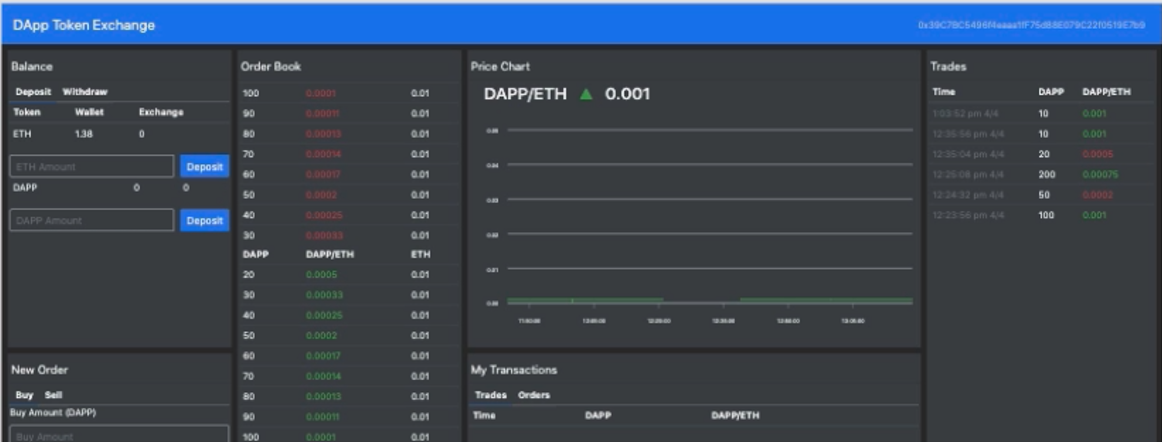 DApp Token Exchange
Balance
Deposit Withdraw
Token Wallet Exchange
ETH 1.38 0
ETH Amount Deposit
DAPP 0 0
DAPP Amount Deposit
New Order
Buy Sell
Buy Amount (DAPP)
Buy Amount
Order Book
100 0.0001 0.01
90 0.00011 0.01
80 0.00013 0.01
70 0.00014 0.01
60 0.00017 0.01
50 0.0002 0.01
40 0.00025 0.01
30 0.00033 0.01
DAPP DAPP/ETH ETH
20 0.0005 0.01
30 0.00033 0.01
40 0.00025 0.01
50 0.0002 0.01
60 0.00017 0.01
70 0.00014 0.01
80 0.00013 0.01
90 0.00011 0.01
100 0.0001 0.01
Price Chart
DAPP/ETH ▲ 0.001
0.05
0.04
0.03
0.02
0.01
0.00
My Transactions
Trades Orders
Time DAPP DAPP/ETH
Trades
Time DAPP DAPP/ETH
1:03:52 pm 4/4 10 0.001
12:35:56 pm 4/4 10 0.001
12:35:04 pm 4/4 20 0.0005
12:25:08 pm 4/4 200 0.00075
12:24:32 pm 4/4 50 0.0002
12:23:56 pm 4/4 100 0.001